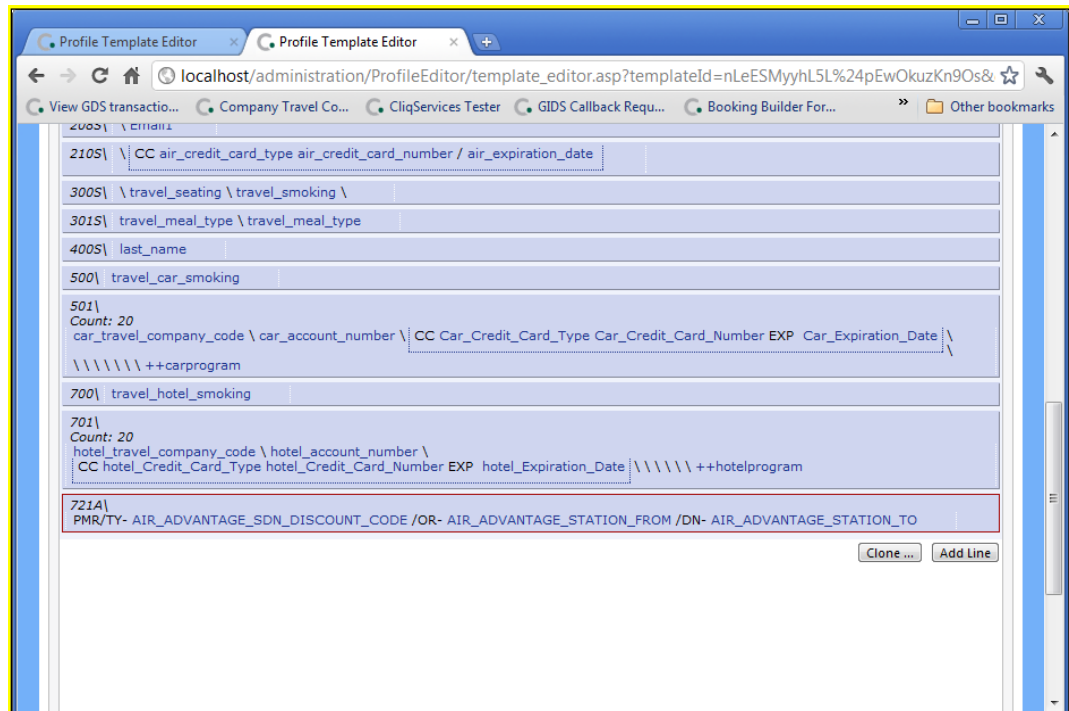 Profile Template Editor
Profile Template Editor
localhost/administration/ProfileEditor/template_editor.asp?templateId=nLeESMyyhL5L%24pEwOkuzKn9Os&
View GDS transactio...
Company Travel Co...
CliqServices Tester
GIDS Callback Requ...
Booking Builder For...
»
Other bookmarks
208S\ \ Email1
210S\ \ CC air_credit_card_type air_credit_card_number / air_expiration_date
300S\ \ travel_seating \ travel_smoking \
301S\ travel_meal_type \ travel_meal_type
400S\ last_name
500\ travel_car_smoking
501\
Count: 20
car_travel_company_code \ car_account_number \ CC Car_Credit_Card_Type Car_Credit_Card_Number EXP Car_Expiration_Date \
\
\ \ \ \ \ \ \ ++carprogram
700\ travel_hotel_smoking
701\
Count: 20
hotel_travel_company_code \ hotel_account_number \
CC hotel_Credit_Card_Type hotel_Credit_Card_Number EXP hotel_Expiration_Date \ \ \ \ \ \ ++hotelprogram
721A\
PMR/TY- AIR_ADVANTAGE_SDN_DISCOUNT_CODE /OR- AIR_ADVANTAGE_STATION_FROM /DN- AIR_ADVANTAGE_STATION_TO
Clone ...
Add Line